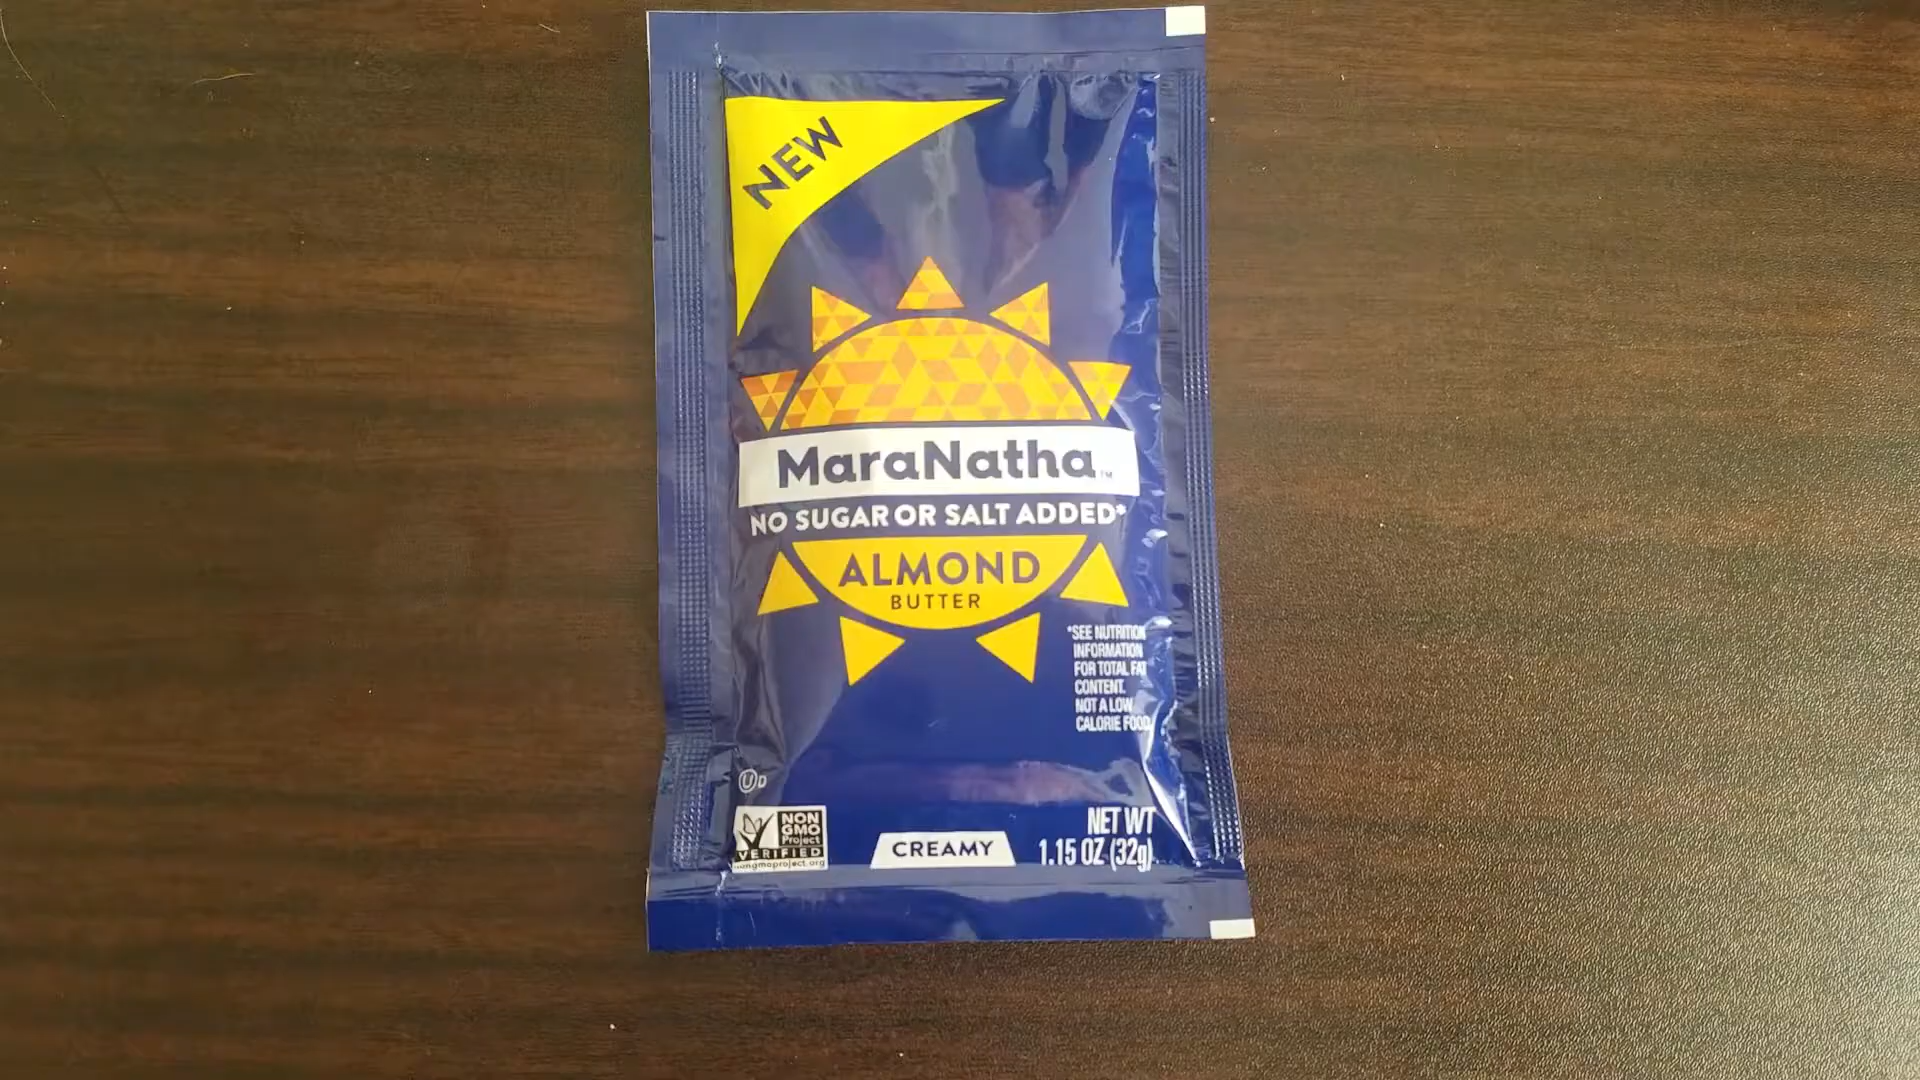 NEW
MaraNatha™
NO SUGAR OR SALT ADDED*
ALMOND
BUTTER
*SEE NUTRITION
INFORMATION
FOR TOTAL FAT
CONTENT.
NOT A LOW
CALORIE FOOD.
U D
NON
GMO
Project
VERIFIED
nongmoproject.org
CREAMY
NET WT
1.15 OZ (32g)